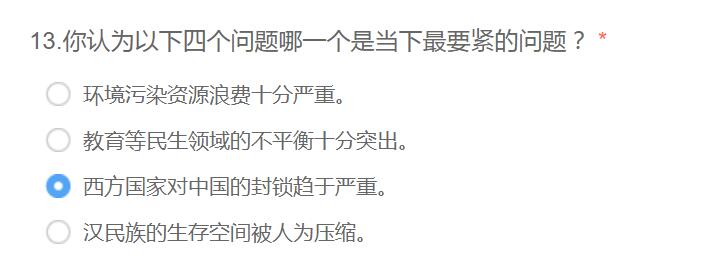 13.你认为以下四个问题哪一个是当下最要紧的问题？ *
环境污染资源浪费十分严重。
教育等民生领域的不平衡十分突出。
西方国家对中国的封锁趋于严重。
汉民族的生存空间被人为压缩。